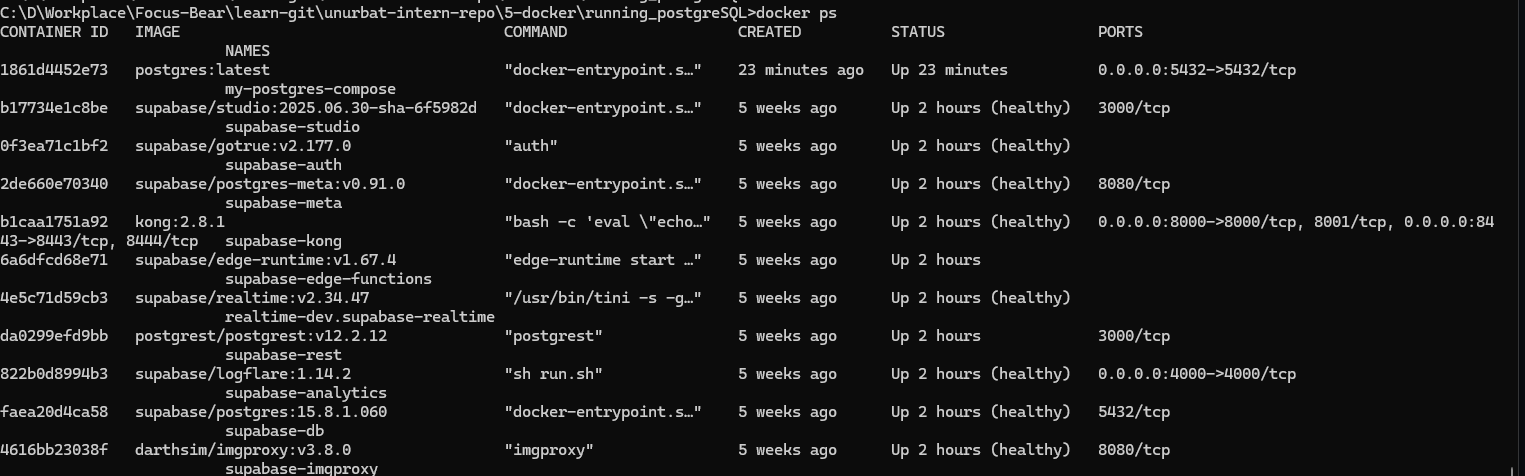 C:\D\Workplace\Focus-Bear\learn-git\unurbat-intern-repo\5-docker\running_postgreSQL>docker ps
CONTAINER ID   IMAGE                                    COMMAND                  CREATED          STATUS                 PORTS
                         NAMES
1861d4452e73   postgres:latest                          "docker-entrypoint.s…"   23 minutes ago   Up 23 minutes          0.0.0.0:5432->5432/tcp
                         my-postgres-compose
b17734e1c8be   supabase/studio:2025.06.30-sha-6f5982d   "docker-entrypoint.s…"   5 weeks ago      Up 2 hours (healthy)   3000/tcp
                         supabase-studio
0f3ea71c1bf2   supabase/gotrue:v2.177.0                 "auth"                   5 weeks ago      Up 2 hours (healthy)
                         supabase-auth
2de660e70340   supabase/postgres-meta:v0.91.0           "docker-entrypoint.s…"   5 weeks ago      Up 2 hours (healthy)   8080/tcp
                         supabase-meta
b1caa1751a92   kong:2.8.1                               "bash -c 'eval \"echo…"   5 weeks ago      Up 2 hours (healthy)   0.0.0.0:8000->8000/tcp, 8001/tcp, 0.0.0.0:84
43->8443/tcp, 8444/tcp   supabase-kong
6a6dfcd68e71   supabase/edge-runtime:v1.67.4            "edge-runtime start …"   5 weeks ago      Up 2 hours
                         supabase-edge-functions
4e5c71d59cb3   supabase/realtime:v2.34.47               "/usr/bin/tini -s -g…"   5 weeks ago      Up 2 hours (healthy)
                         realtime-dev.supabase-realtime
da0299efd9bb   postgrest/postgrest:v12.2.12             "postgrest"              5 weeks ago      Up 2 hours             3000/tcp
                         supabase-rest
822b0d8994b3   supabase/logflare:1.14.2                 "sh run.sh"              5 weeks ago      Up 2 hours (healthy)   0.0.0.0:4000->4000/tcp
                         supabase-analytics
faea20d4ca58   supabase/postgres:15.8.1.060             "docker-entrypoint.s…"   5 weeks ago      Up 2 hours (healthy)   5432/tcp
                         supabase-db
4616bb23038f   darthsim/imgproxy:v3.8.0                 "imgproxy"               5 weeks ago      Up 2 hours (healthy)   8080/tcp
                         supabase-imgproxy